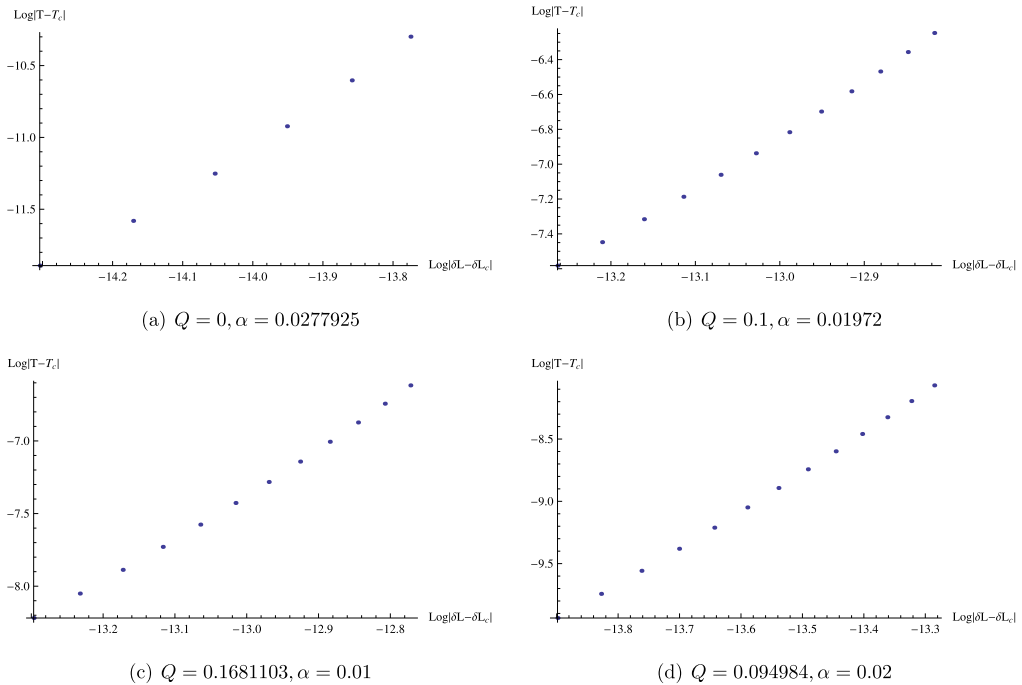 Log|T−T_c|
−10.5
−11.0
−11.5
−14.2 −14.1 −14.0 −13.9 −13.8
Log|δL−δL_c|
(a) Q = 0, α = 0.0277925
Log|T−T_c|
−6.4
−6.6
−6.8
−7.0
−7.2
−7.4
−13.2 −13.1 −13.0 −12.9
Log|δL−δL_c|
(b) Q = 0.1, α = 0.01972
Log|T−T_c|
−7.0
−7.5
−8.0
−13.2 −13.1 −13.0 −12.9 −12.8
Log|δL−δL_c|
(c) Q = 0.1681103, α = 0.01
Log|T−T_c|
−8.5
−9.0
−9.5
−13.8 −13.7 −13.6 −13.5 −13.4 −13.3
Log|δL−δL_c|
(d) Q = 0.094984, α = 0.02